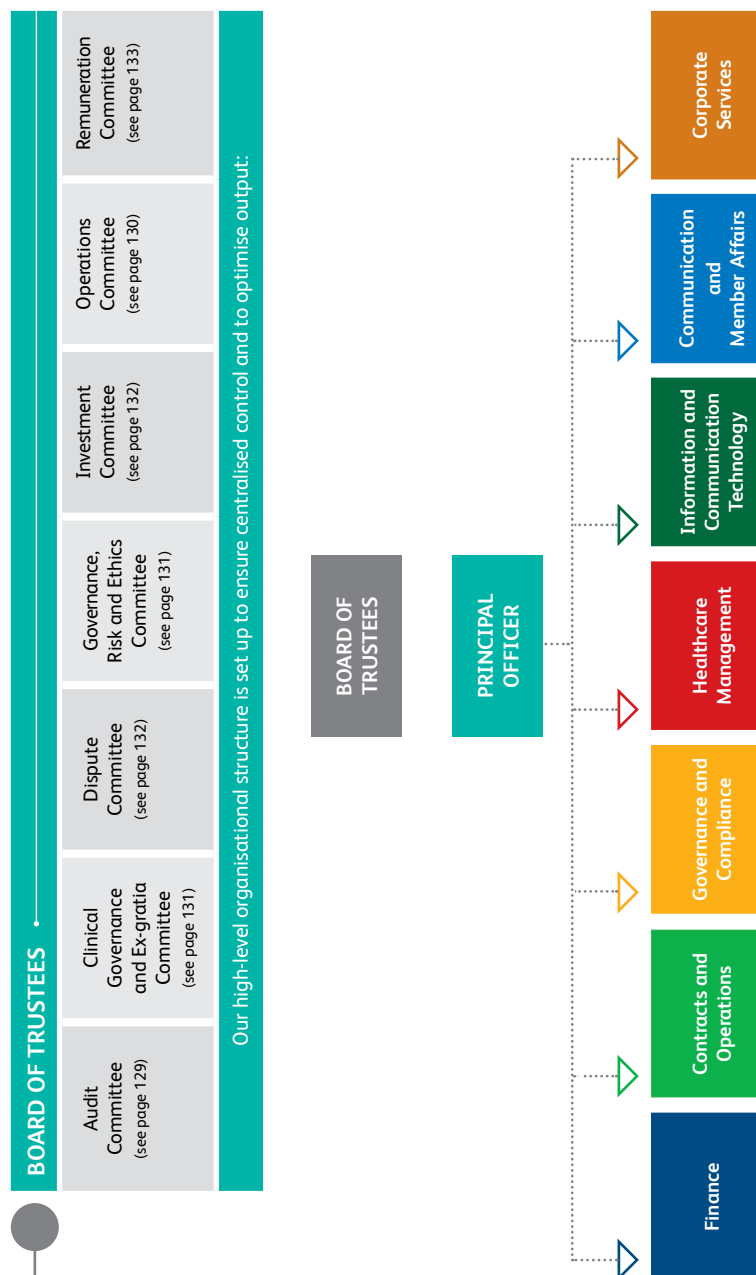 BOARD OF TRUSTEES
Audit
Committee
(see page 129)
Clinical
Governance
and Ex-gratia
Committee
(see page 131)
Dispute
Committee
(see page 132)
Governance,
Risk and Ethics
Committee
(see page 131)
Investment
Committee
(see page 132)
Operations
Committee
(see page 130)
Remuneration
Committee
(see page 133)
Our high-level organisational structure is set up to ensure centralised control and to optimise output:
BOARD OF
TRUSTEES
PRINCIPAL
OFFICER
Finance
Contracts and
Operations
Governance and
Compliance
Healthcare
Management
Information and
Communication
Technology
Communication
and
Member Affairs
Corporate
Services